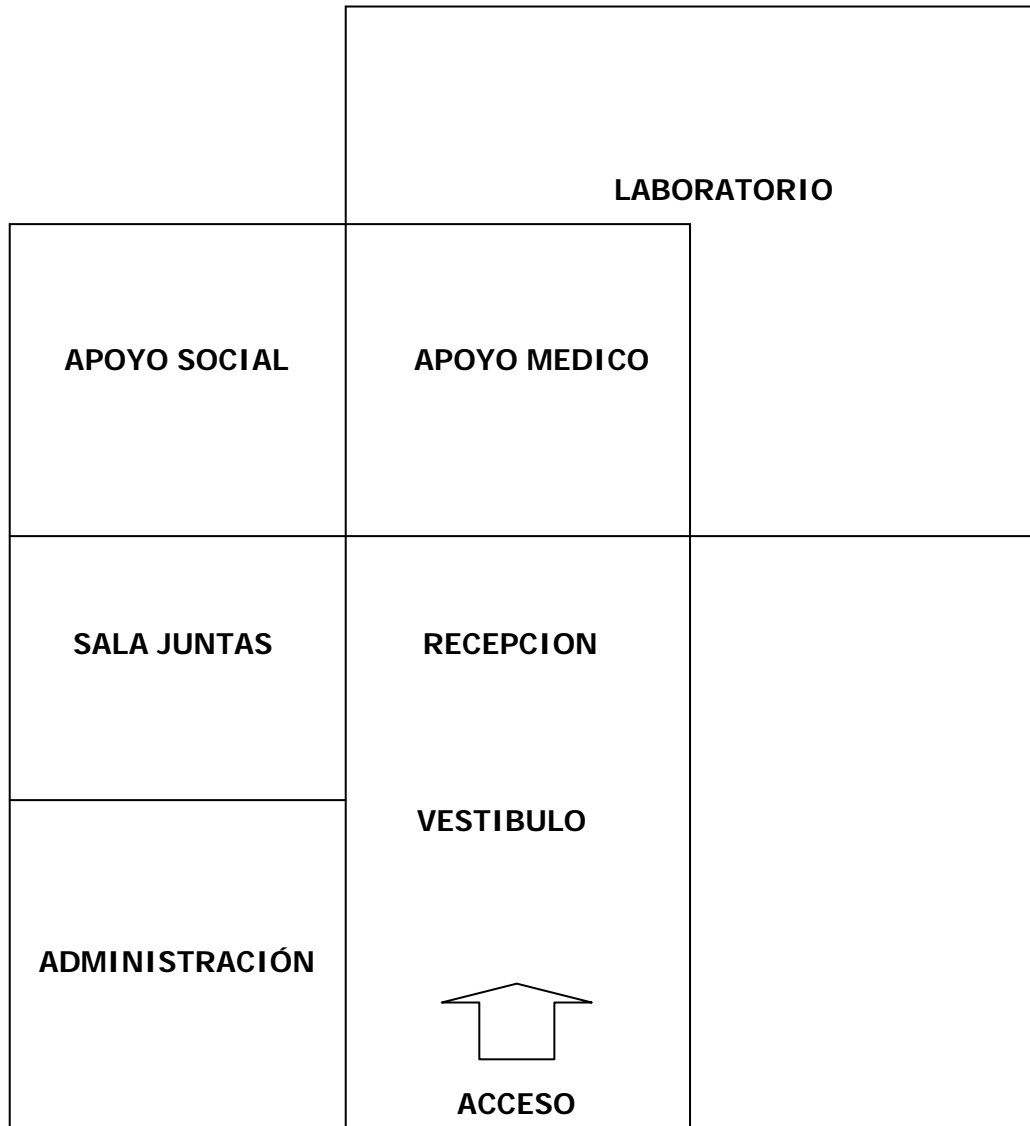 LABORATORIO
APOYO SOCIAL
APOYO MEDICO
SALA JUNTAS
RECEPCION
VESTIBULO
ADMINISTRACIÓN
ACCESO